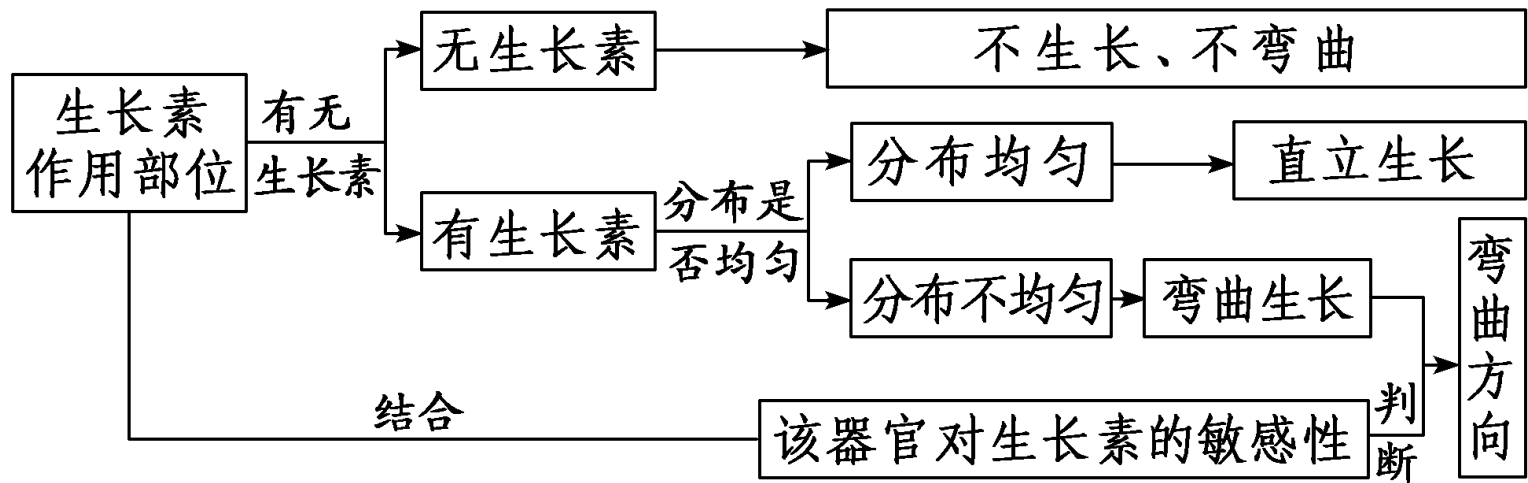 生长素
作用部位
有无
生长素
无生长素
不生长、不弯曲
有生长素
分布是
否均匀
分布均匀
直立生长
分布不均匀
弯曲生长
结合
该器官对生长素的敏感性
判
断
弯
曲
方
向